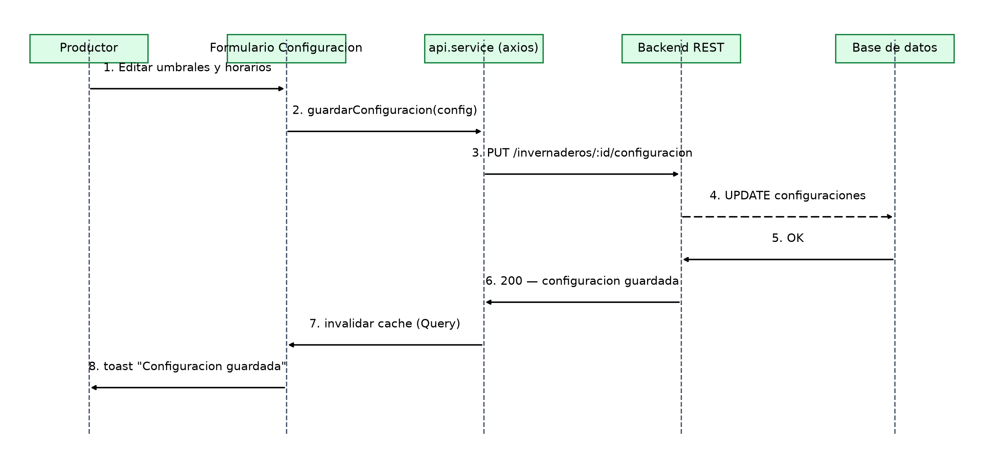 Productor
Formulario Configuracion
api.service (axios)
Backend REST
Base de datos
1. Editar umbrales y horarios
2. guardarConfiguracion(config)
3. PUT /invernaderos/:id/configuracion
4. UPDATE configuraciones
5. OK
6. 200 — configuracion guardada
7. invalidar cache (Query)
8. toast "Configuracion guardada"